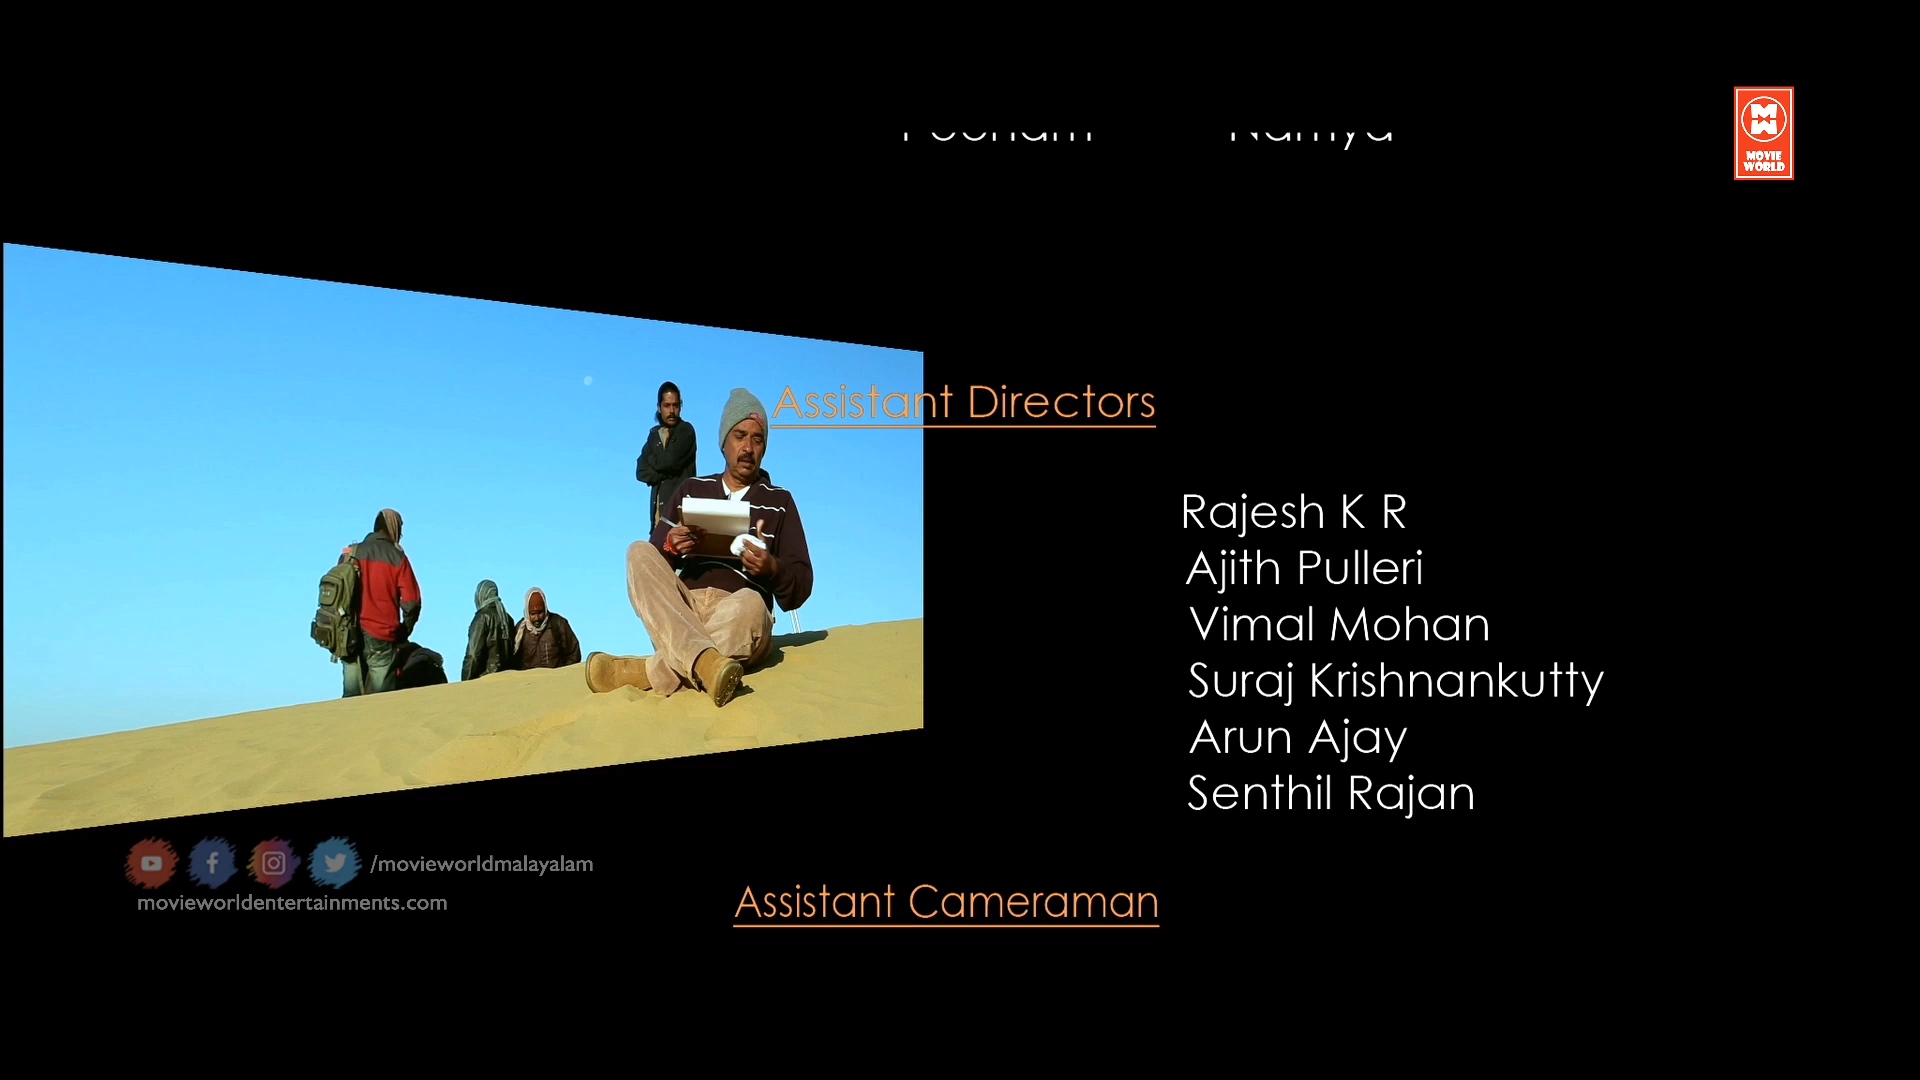 MOVIE
WORLD
Assistant Directors
Rajesh K R
Ajith Pulleri
Vimal Mohan
Suraj Krishnankutty
Arun Ajay
Senthil Rajan
/movieworldmalayalam
movieworldentertainments.com
Assistant Cameraman